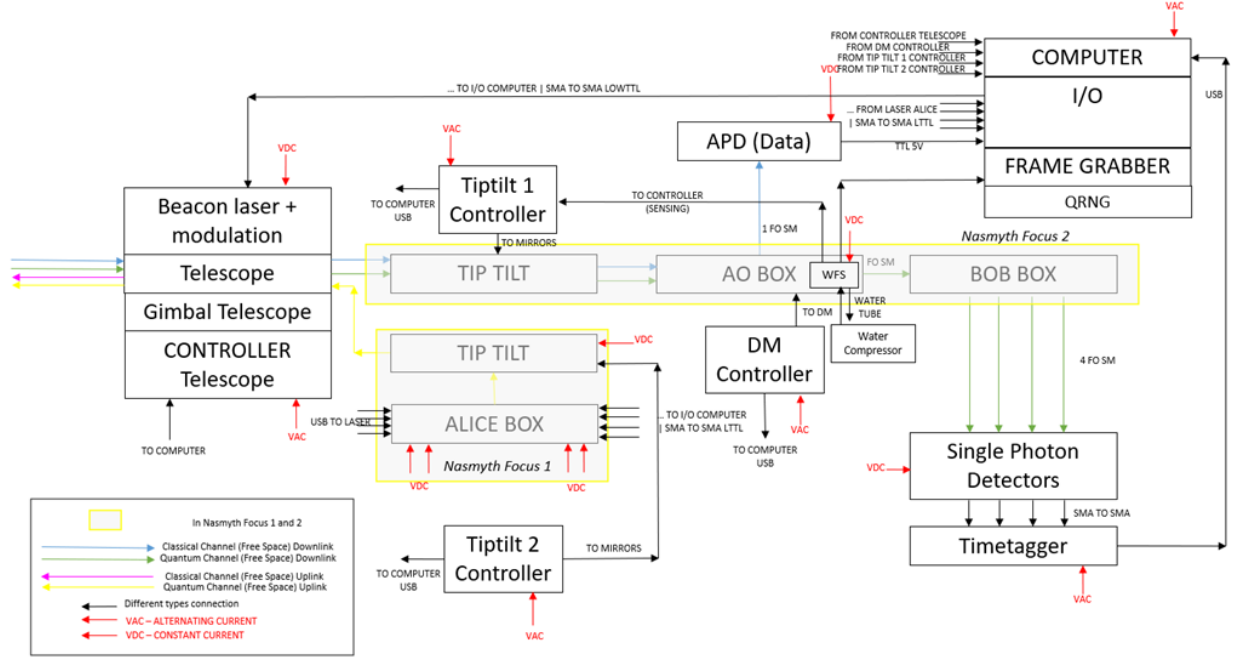 VAC
FROM CONTROLLER TELESCOPE
FROM DM CONTROLLER
FROM TIP TILT 1 CONTROLLER
FROM TIP TILT 2 CONTROLLER
COMPUTER
VDC
... TO I/O COMPUTER | SMA TO SMA LOWTTL
I/O
USB
... FROM LASER ALICE
| SMA TO SMA LTTL
VAC
APD (Data)
TTL 5V
VDC
FRAME GRABBER
QRNG
Tiptilt 1
Controller
TO COMPUTER
USB
TO CONTROLLER
(SENSING)
VDC
Beacon laser +
modulation
TO MIRRORS
1 FO SM
Nasmyth Focus 2
Telescope
TIP TILT
AO BOX
WFS
FO SM
BOB BOX
Gimbal Telescope
TO DM
WATER
TUBE
CONTROLLER
Telescope
TIP TILT
VDC
DM
Controller
Water
Compressor
4 FO SM
USB TO LASER
ALICE BOX
... TO I/O COMPUTER
| SMA TO SMA LTTL
VAC
VAC
TO COMPUTER
TO COMPUTER
USB
Nasmyth Focus 1
VDC
VDC
VDC
Single Photon
Detectors
SMA TO SMA
Timetagger
VAC
In Nasmyth Focus 1 and 2
Classical Channel (Free Space) Downlink
Quantum Channel (Free Space) Downlink
Classical Channel (Free Space) Uplink
Quantum Channel (Free Space) Uplink
Different types connection
VAC – ALTERNATING CURRENT
VDC – CONSTANT CURRENT
Tiptilt 2
Controller
TO MIRRORS
TO COMPUTER
USB
VAC